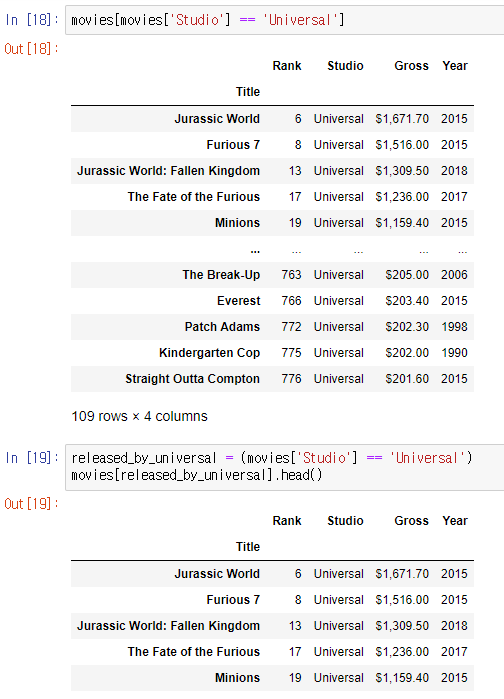 In [18]: movies[movies['Studio'] == 'Universal']
Out[18]:
Rank Studio Gross Year
Title
Jurassic World 6 Universal $1,671.70 2015
Furious 7 8 Universal $1,516.00 2015
Jurassic World: Fallen Kingdom 13 Universal $1,309.50 2018
The Fate of the Furious 17 Universal $1,236.00 2017
Minions 19 Universal $1,159.40 2015
... ... ... ... ...
The Break-Up 763 Universal $205.00 2006
Everest 766 Universal $203.40 2015
Patch Adams 772 Universal $202.30 1998
Kindergarten Cop 775 Universal $202.00 1990
Straight Outta Compton 776 Universal $201.60 2015
109 rows × 4 columns
In [19]: released_by_universal = (movies['Studio'] == 'Universal')
movies[released_by_universal].head()
Out[19]:
Rank Studio Gross Year
Title
Jurassic World 6 Universal $1,671.70 2015
Furious 7 8 Universal $1,516.00 2015
Jurassic World: Fallen Kingdom 13 Universal $1,309.50 2018
The Fate of the Furious 17 Universal $1,236.00 2017
Minions 19 Universal $1,159.40 2015